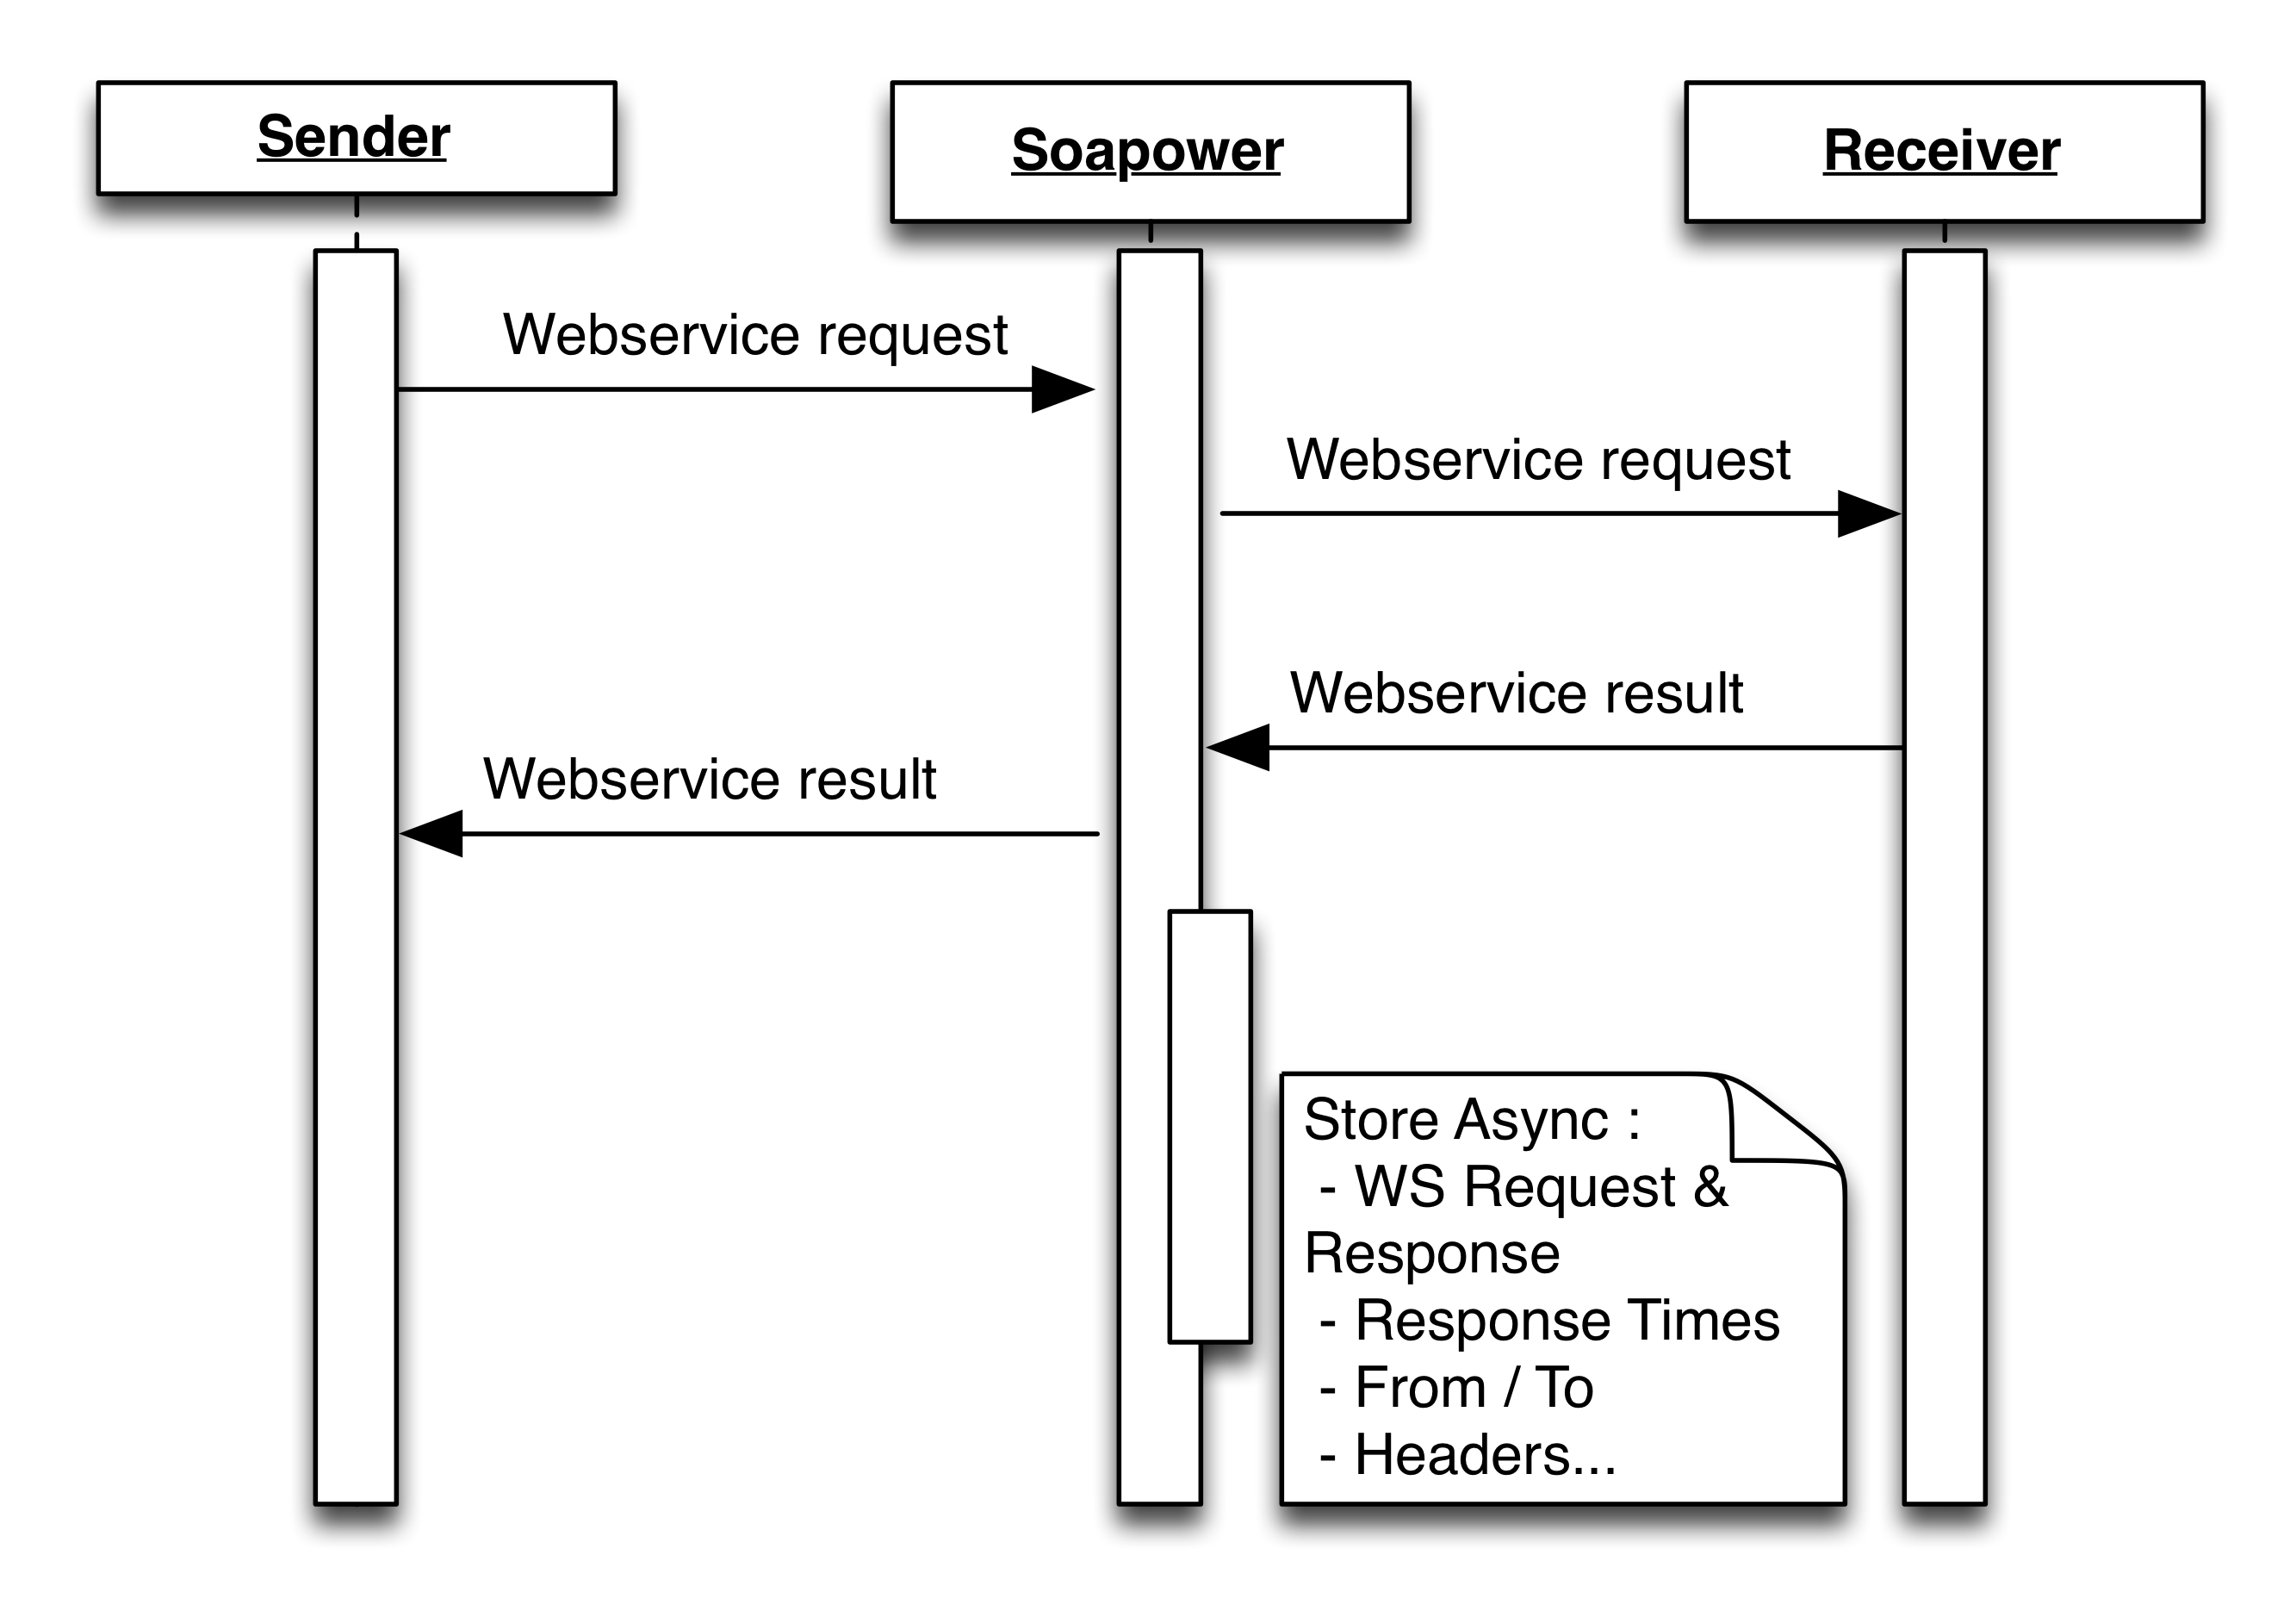 Sender
Soapower
Receiver
Webservice request
Webservice request
Webservice result
Webservice result
Store Async :
- WS Request &
Response
- Response Times
- From / To
- Headers...